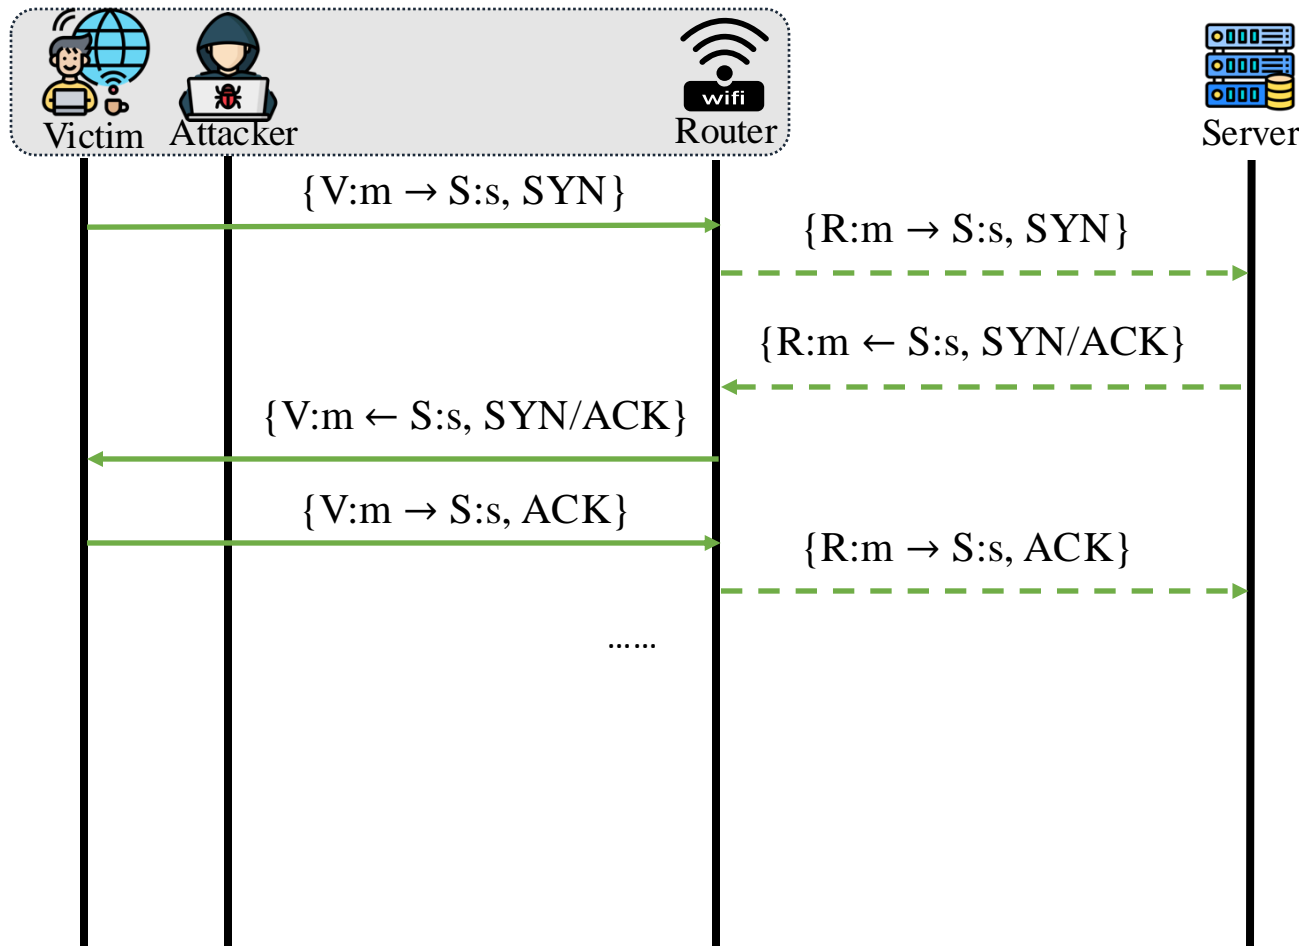 wifi
Victim Attacker Router Server
{V:m → S:s, SYN}
{R:m → S:s, SYN}
{R:m ← S:s, SYN/ACK}
{V:m ← S:s, SYN/ACK}
{V:m → S:s, ACK}
{R:m → S:s, ACK}
......